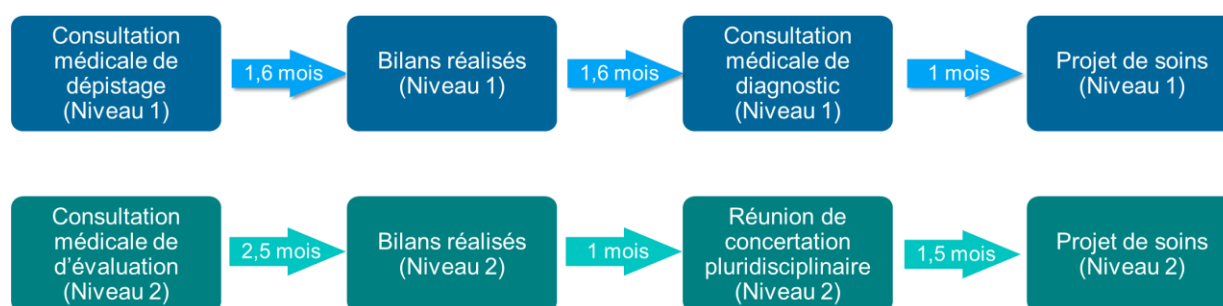 Consultation
médicale de
dépistage
(Niveau 1)
1,6 mois
Bilans réalisés
(Niveau 1)
1,6 mois
Consultation
médicale de
diagnostic
(Niveau 1)
1 mois
Projet de soins
(Niveau 1)
Consultation
médicale
d'évaluation
(Niveau 2)
2,5 mois
Bilans réalisés
(Niveau 2)
1 mois
Réunion de
concertation
pluridisciplinaire
(Niveau 2)
1,5 mois
Projet de soins
(Niveau 2)